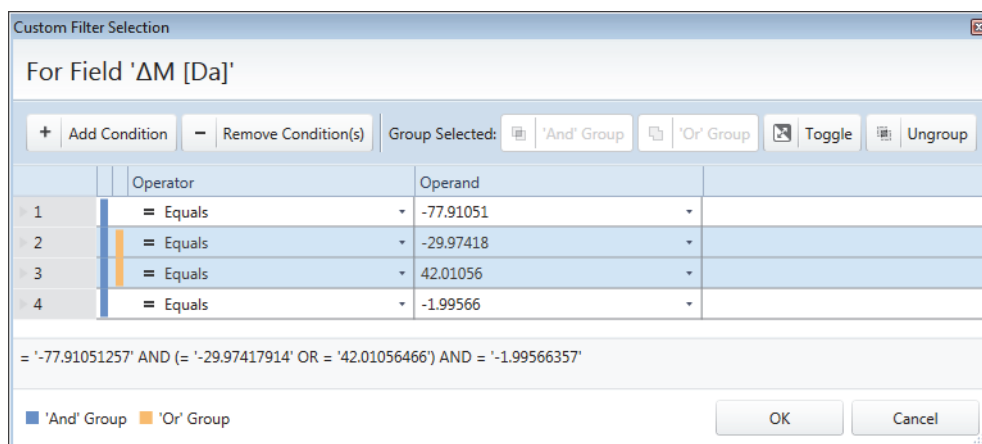 Custom Filter Selection
For Field 'ΔM [Da]'
+ Add Condition − Remove Condition(s) Group Selected: 'And' Group 'Or' Group Toggle Ungroup
Operator Operand
1 = Equals -77.91051
2 = Equals -29.97418
3 = Equals 42.01056
4 = Equals -1.99566
= '-77.91051257' AND (= '-29.97417914' OR = '42.01056466') AND = '-1.99566357'
'And' Group 'Or' Group OK Cancel